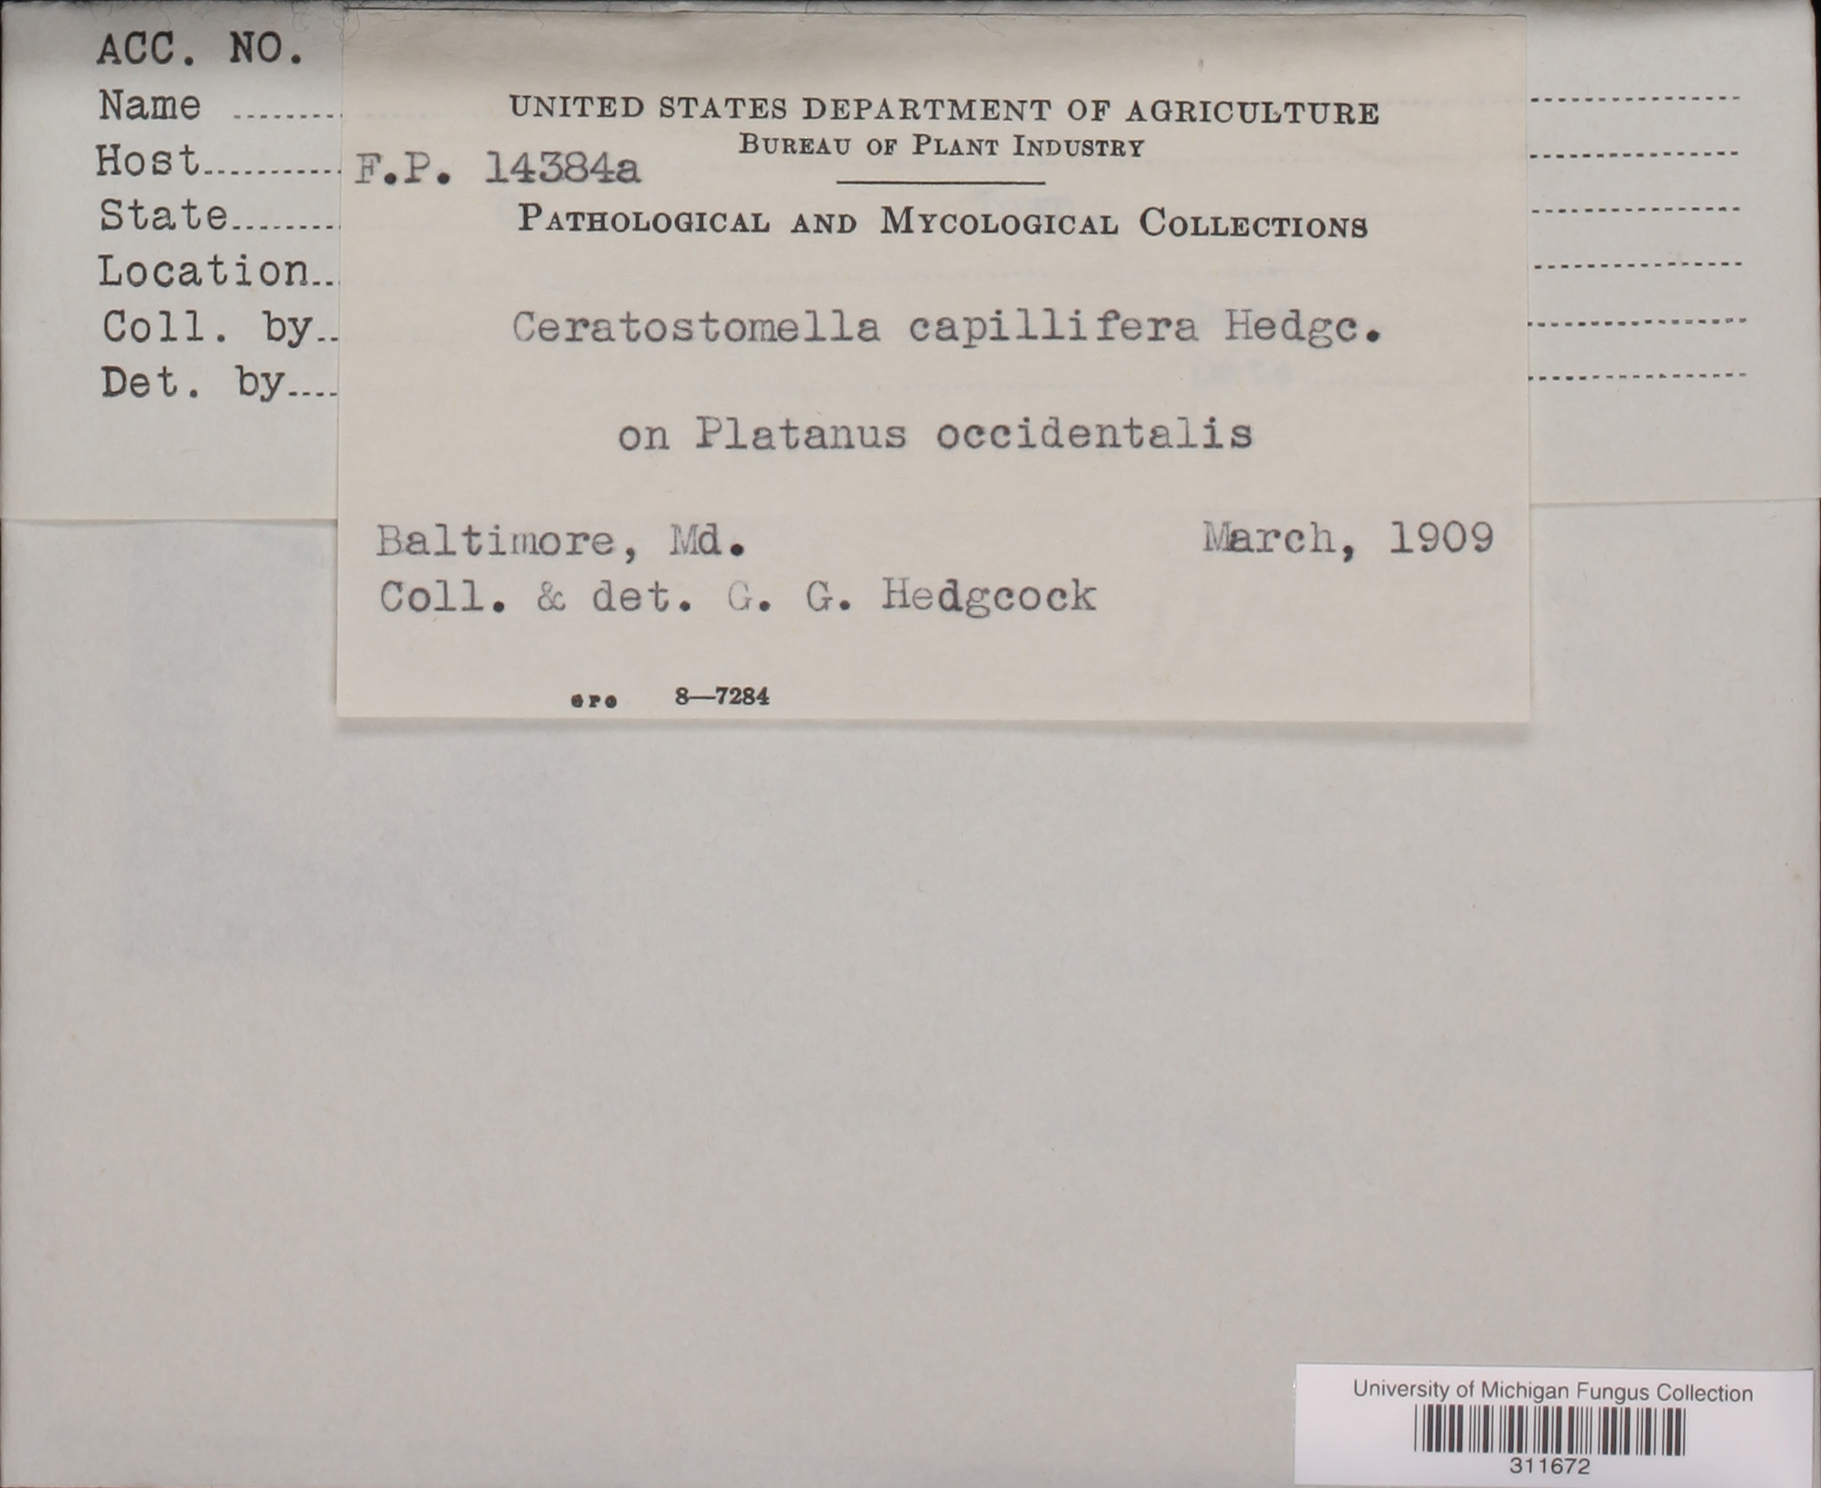 ACC. NO.
Name
Host
State
Location
Coll. by
Det. by
UNITED STATES DEPARTMENT OF AGRICULTURE
BUREAU OF PLANT INDUSTRY
F.P. 14384a
PATHOLOGICAL AND MYCOLOGICAL COLLECTIONS
Ceratostomella capillifera Hedgc.
on Platanus occidentalis
Baltimore, Md. March, 1909
Coll. & det. G. G. Hedgcock
GPO 8—7284
University of Michigan Fungus Collection
311672